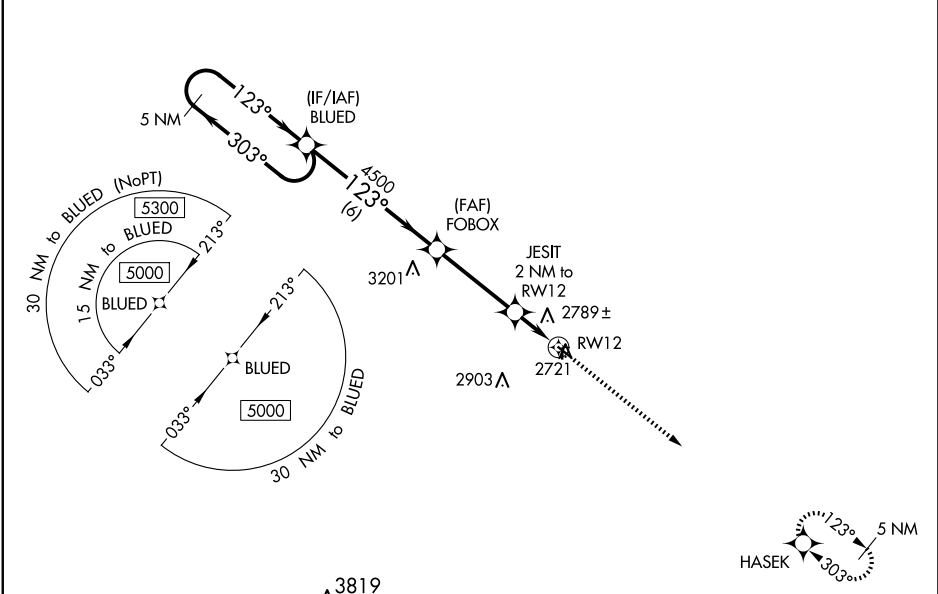 123°
303°
5 NM
(IF/IAF)
BLUED
4500
123°
(6)
(FAF)
FOBOX
3201
JESIT
2 NM to
RW12
2789±
RW12
2721
2903
30 NM to BLUED (NoPT)
5300
15 NM to BLUED
5000
213°
BLUED
033°
213°
BLUED
5000
033°
30 NM to BLUED
123°
5 NM
HASEK
303°
3819